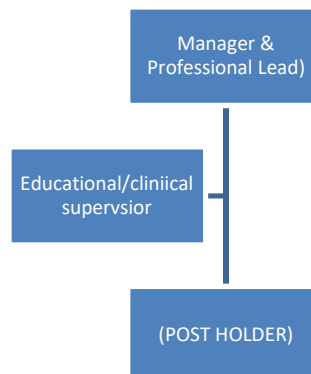 Manager &
Professional Lead)
Educational/cliniical
supervsior
(POST HOLDER)